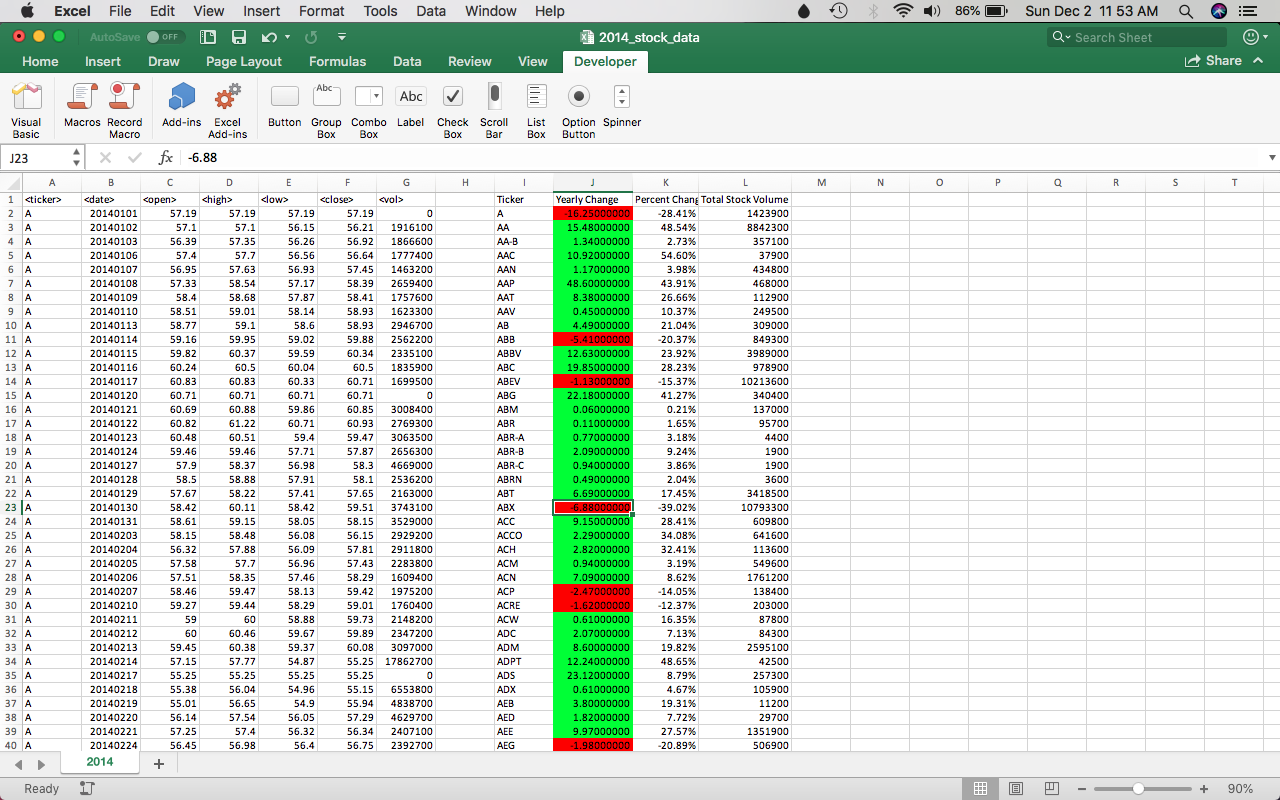 Excel File Edit View Insert Format Tools Data Window Help 86% Sun Dec 2 11 53 AM
AutoSave OFF 2014_stock_data Search Sheet
Home Insert Draw Page Layout Formulas Data Review View Developer Share
Abc Abc
Visual Basic Macros Record Macro Add-ins Excel Add-ins Button Group Box Combo Box Label Check Box Scroll Bar List Box Option Button Spinner
J23 fx -6.88
A B C D E F G H I J K L M N O P Q R S T
1 <ticker> <date> <open> <high> <low> <close> <vol> Ticker Yearly Change Percent Chang Total Stock Volume
2 A 20140101 57.19 57.19 57.19 57.19 0 A -16.25000000 -28.41% 1423900
3 A 20140102 57.1 57.1 56.15 56.21 1916100 AA 15.48000000 48.54% 8842300
4 A 20140103 56.39 57.35 56.26 56.92 1866600 AA-B 1.34000000 2.73% 357100
5 A 20140106 57.4 57.7 56.56 56.64 1777400 AAC 10.92000000 54.60% 37900
6 A 20140107 56.95 57.63 56.93 57.45 1463200 AAN 1.17000000 3.98% 434800
7 A 20140108 57.33 58.54 57.17 58.39 2659400 AAP 48.60000000 43.91% 468000
8 A 20140109 58.4 58.68 57.87 58.41 1757600 AAT 8.38000000 26.66% 112900
9 A 20140110 58.51 59.01 58.14 58.93 1623300 AAV 0.45000000 10.37% 249500
10 A 20140113 58.77 59.1 58.6 58.93 2946700 AB 4.49000000 21.04% 309000
11 A 20140114 59.16 59.95 59.02 59.88 2562200 ABB -5.41000000 -20.37% 849300
12 A 20140115 59.82 60.37 59.59 60.34 2335100 ABBV 12.63000000 23.92% 3989000
13 A 20140116 60.24 60.5 60.04 60.5 1835900 ABC 19.85000000 28.23% 978900
14 A 20140117 60.83 60.83 60.33 60.71 1699500 ABEV -1.13000000 -15.37% 10213600
15 A 20140120 60.71 60.71 60.71 60.71 0 ABG 22.18000000 41.27% 340400
16 A 20140121 60.69 60.88 59.86 60.85 3008400 ABM 0.06000000 0.21% 137000
17 A 20140122 60.82 61.22 60.71 60.93 2769300 ABR 0.11000000 1.65% 95700
18 A 20140123 60.48 60.51 59.4 59.47 3063500 ABR-A 0.77000000 3.18% 4400
19 A 20140124 59.46 59.46 57.71 57.87 2656300 ABR-B 2.09000000 9.24% 1900
20 A 20140127 57.9 58.37 56.98 58.3 4669000 ABR-C 0.94000000 3.86% 1900
21 A 20140128 58.5 58.88 57.91 58.1 2536200 ABRN 0.49000000 2.04% 3600
22 A 20140129 57.67 58.22 57.41 57.65 2163000 ABT 6.69000000 17.45% 3418500
23 A 20140130 58.42 60.11 58.42 59.51 3743100 ABX -6.88000000 -39.02% 10793300
24 A 20140131 58.61 59.15 58.05 58.15 3529000 ACC 9.15000000 28.41% 609800
25 A 20140203 58.15 58.48 56.08 56.15 2929200 ACCO 2.29000000 34.08% 641600
26 A 20140204 56.32 57.88 56.09 57.81 2911800 ACH 2.82000000 32.41% 113600
27 A 20140205 57.58 57.7 56.96 57.43 2283800 ACM 0.94000000 3.19% 549600
28 A 20140206 57.51 58.35 57.46 58.29 1609400 ACN 7.09000000 8.62% 1761200
29 A 20140207 58.46 59.47 58.13 59.42 1975200 ACP -2.47000000 -14.05% 138400
30 A 20140210 59.27 59.44 58.29 59.01 1760400 ACRE -1.62000000 -12.37% 203000
31 A 20140211 59 60 58.88 59.73 2148200 ACW 0.61000000 16.35% 87800
32 A 20140212 60 60.46 59.67 59.89 2347200 ADC 2.07000000 7.13% 84300
33 A 20140213 59.45 60.38 59.37 60.08 3097000 ADM 8.60000000 19.82% 2595100
34 A 20140214 57.15 57.77 54.87 55.25 17862700 ADPT 12.24000000 48.65% 42500
35 A 20140217 55.25 55.25 55.25 55.25 0 ADS 23.12000000 8.79% 257300
36 A 20140218 55.38 56.04 54.96 55.15 6553800 ADX 0.61000000 4.67% 105900
37 A 20140219 55.01 56.65 54.9 55.94 4838700 AEB 3.80000000 19.31% 11200
38 A 20140220 56.14 57.54 56.05 57.29 4629700 AED 1.82000000 7.72% 29700
39 A 20140221 57.25 57.4 56.32 56.34 2407100 AEE 9.97000000 27.57% 1351900
40 A 20140224 56.45 56.98 56.4 56.75 2392700 AEG -1.98000000 -20.89% 506900
2014
Ready 90%